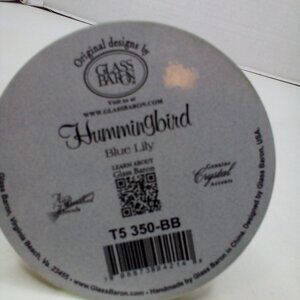 Original designs by
GLASS BARON
Visit us at
WWW.GLASSBARON.COM
Hummingbird
Blue Lily
LEARN ABOUT
Glass Baron
Genuine
Crystal
Accents
T5 350-BB
Glass Baron, Virginia Beach, Va. 23455 • www.GlassBaron.com • Handmade by Glass Baron in China. Designed by Glass Baron, USA.